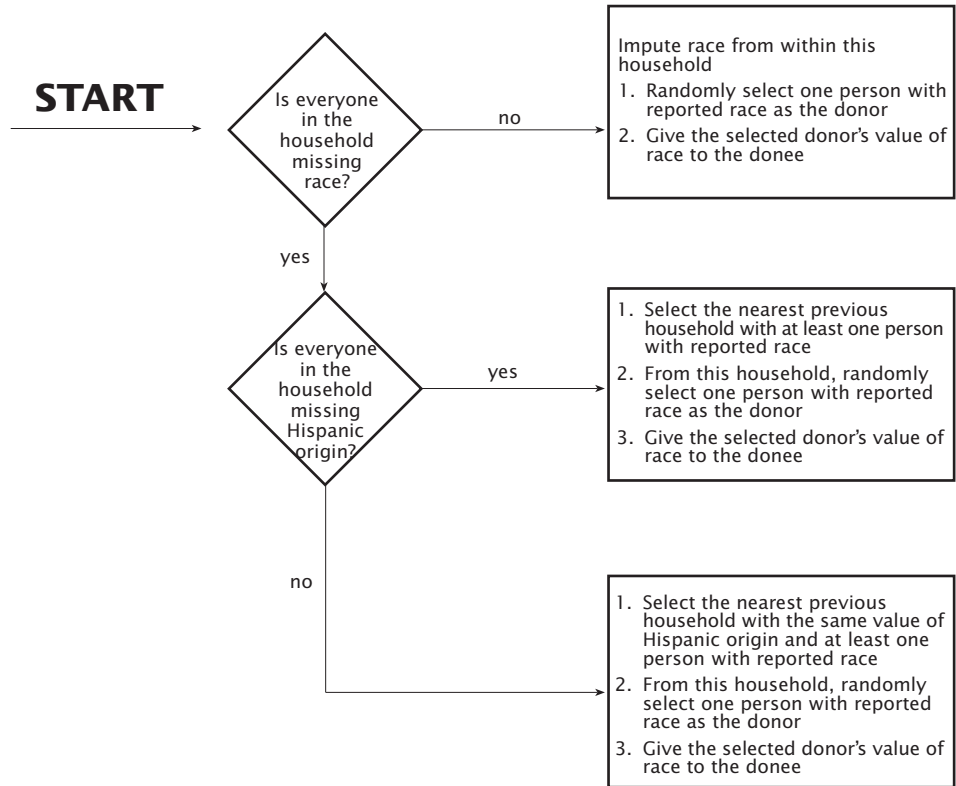 START
Is everyone
in the
household
missing
race?
no
Impute race from within this
household
1. Randomly select one person with
reported race as the donor
2. Give the selected donor's value of
race to the donee
yes
Is everyone
in the
household
missing
Hispanic
origin?
yes
1. Select the nearest previous
household with at least one person
with reported race
2. From this household, randomly
select one person with reported
race as the donor
3. Give the selected donor's value of
race to the donee
no
1. Select the nearest previous
household with the same value of
Hispanic origin and at least one
person with reported race
2. From this household, randomly
select one person with reported
race as the donor
3. Give the selected donor's value of
race to the donee